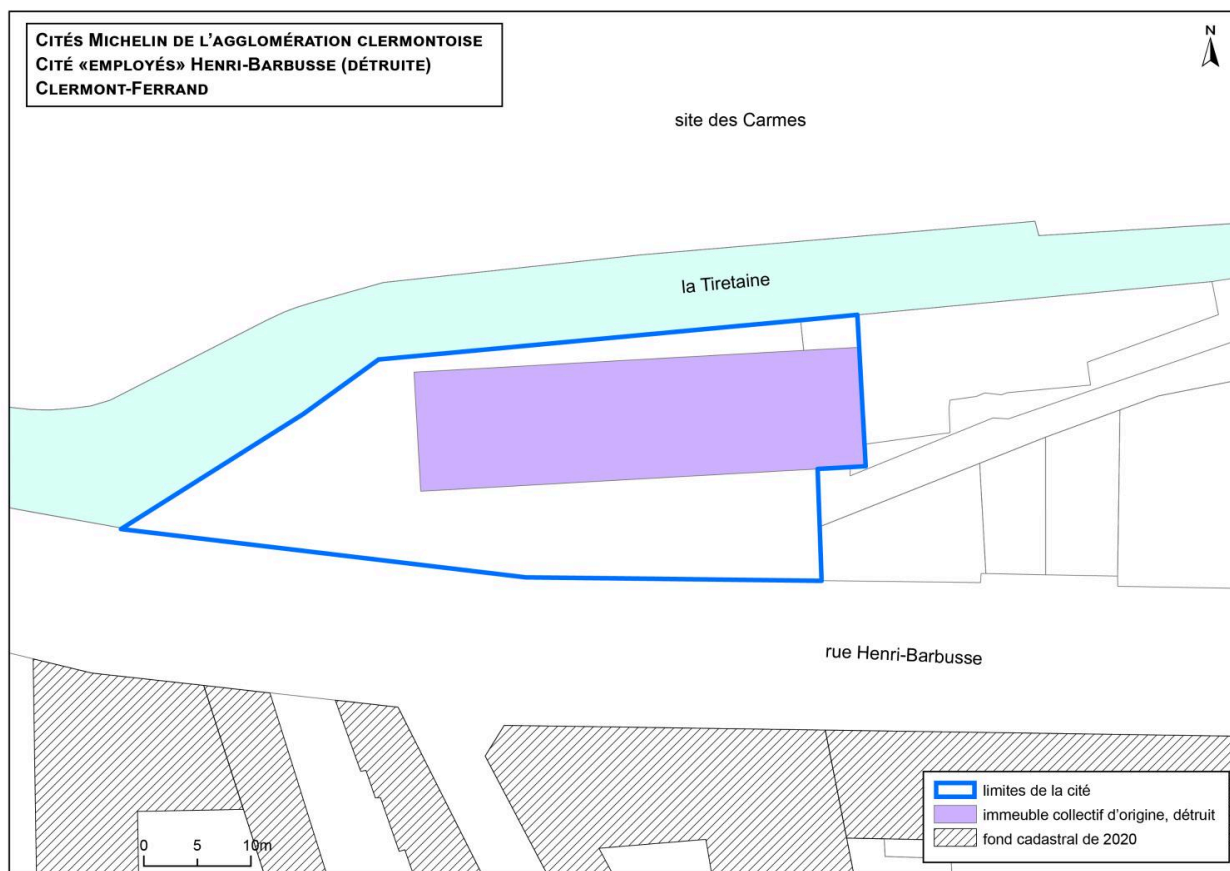 CITÉS MICHELIN DE L'AGGLOMÉRATION CLERMONTOISE
CITÉ «EMPLOYÉS» HENRI-BARBUSSE (DÉTRUITE)
CLERMONT-FERRAND
N
site des Carmes
la Tiretaine
rue Henri-Barbusse
limites de la cité
immeuble collectif d'origine, détruit
fond cadastral de 2020
0 5 10m